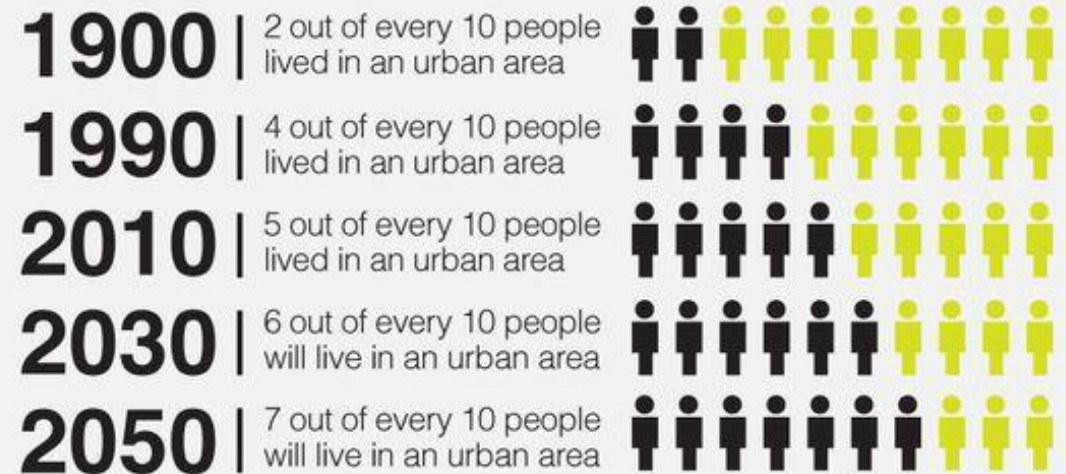 1900
2 out of every 10 people
lived in an urban area
1990
4 out of every 10 people
lived in an urban area
2010
5 out of every 10 people
lived in an urban area
2030
6 out of every 10 people
will live in an urban area
2050
7 out of every 10 people
will live in an urban area